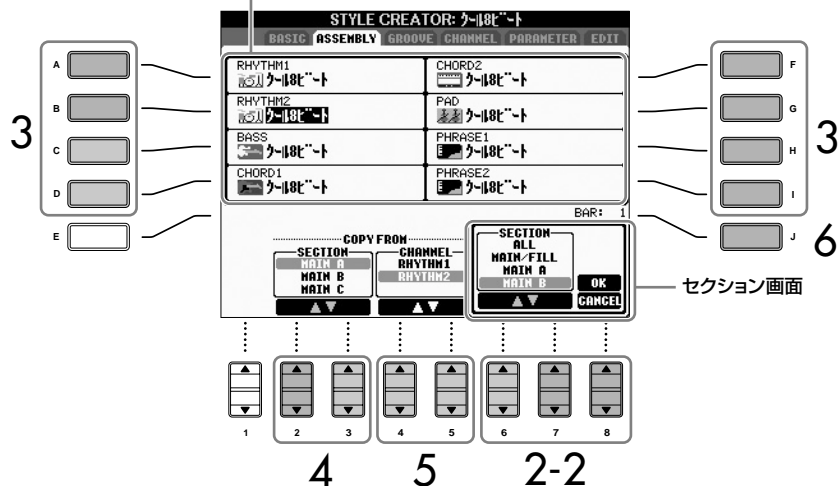 STYLE CREATOR: クール8ビート
BASIC ASSEMBLY GROOVE CHANNEL PARAMETER EDIT
RHYTHM1
クール8ビート
RHYTHM2
クール8ビート
BASS
クール8ビート
CHORD1
クール8ビート
CHORD2
クール8ビート
PAD
クール8ビート
PHRASE1
クール8ビート
PHRASE2
クール8ビート
BAR: 1
COPY FROM
SECTION
MAIN A
MAIN B
MAIN C
CHANNEL
RHYTHM1
RHYTHM2
SECTION
ALL
MAIN/FILL
MAIN A
MAIN B
OK
CANCEL
セクション画面
A
B
C
D
E
3
F
G
H
I
J
3
6
1 2 3 4 5 6 7 8
4 5 2-2